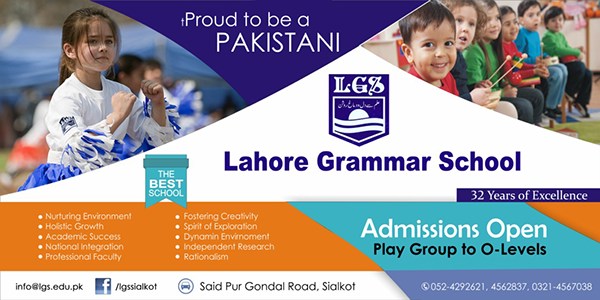 Proud to be a
PAKISTANI
LGS
Lahore Grammar School
32 Years of Excellence
THE
BEST
SCHOOL
• Nurturing Environment
• Holistic Growth
• Academic Success
• National Integration
• Professional Faculty
• Fostering Creativity
• Spirit of Exploration
• Dynamin Envirnoment
• Independent Research
• Rationalism
Admissions Open
Play Group to O-Levels
info@lgs.edu.pk
f /lgssialkot
Said Pur Gondal Road, Sialkot
052-4292621, 4562837, 0321-4567038